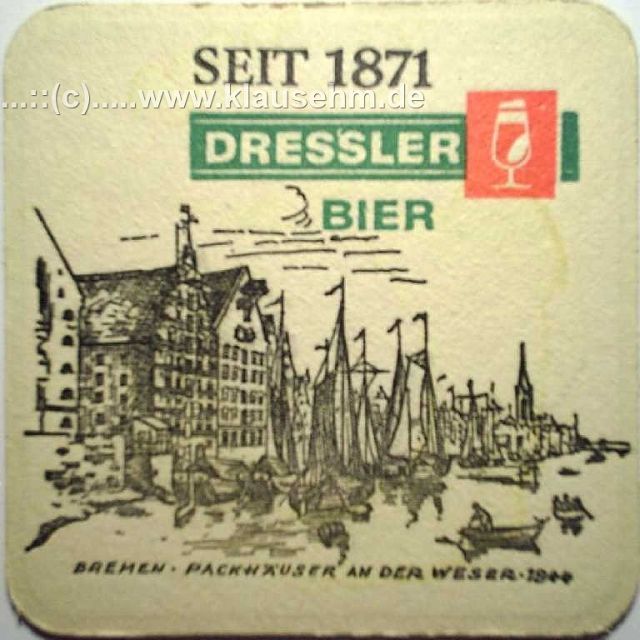 SEIT 1871
...::(c).....www.klausehm.de
DRESSLER
BIER
BREMEN · PACKHÄUSER AN DER WESER · 1844